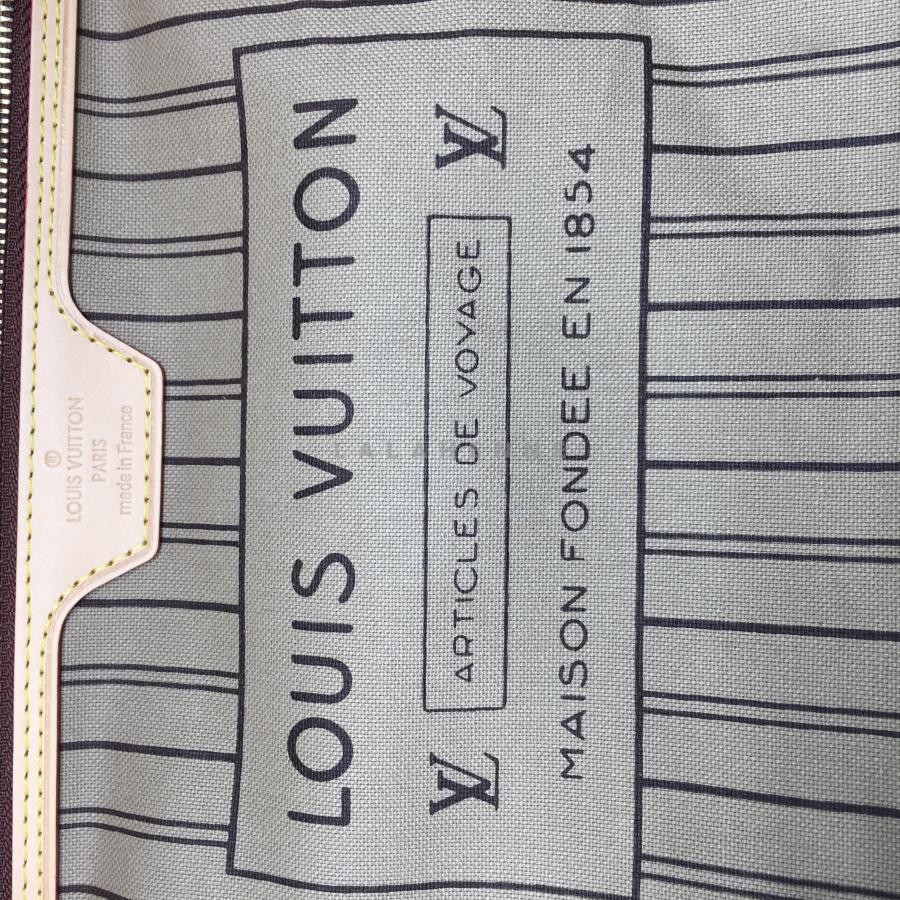 LOUIS VUITTON
LV ARTICLES DE VOYAGE LV
MAISON FONDEE EN 1854
®
LOUIS VUITTON
PARIS
made in France